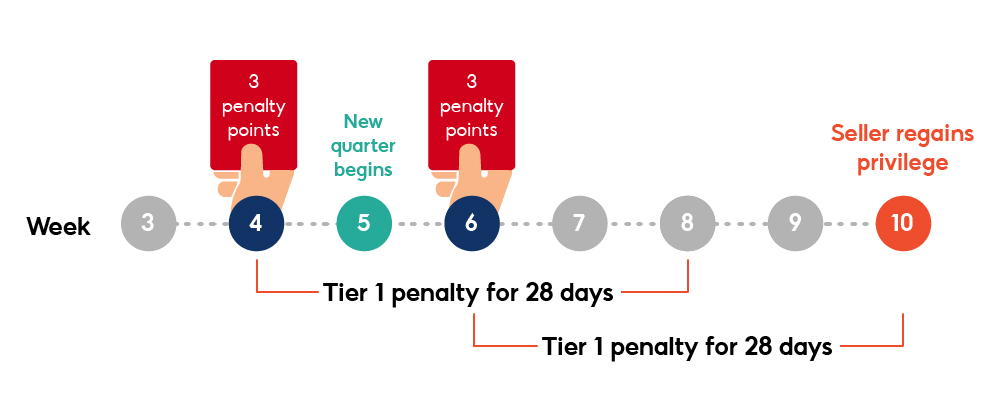 3
penalty
points
3
penalty
points
New
quarter
begins
Seller regains
privilege
Week 3 4 5 6 7 8 9 10
Tier 1 penalty for 28 days
Tier 1 penalty for 28 days